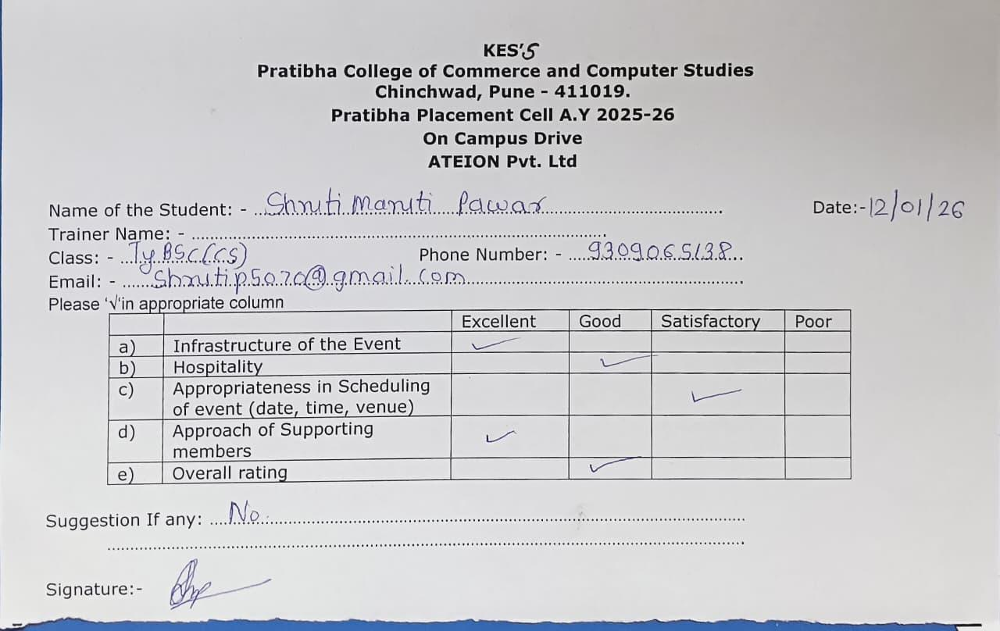 KES'S
Pratibha College of Commerce and Computer Studies
Chinchwad, Pune - 411019.
Pratibha Placement Cell A.Y 2025-26
On Campus Drive
ATEION Pvt. Ltd
Name of the Student: - Shruti Maruti Pawar Date:-12/01/26
Trainer Name: -
Class: - Ty BSC(CS) Phone Number: - 9309065138
Email: - Shrutip5070@gmail.com
Please '√'in appropriate column
Excellent Good Satisfactory Poor
a) Infrastructure of the Event ✓
b) Hospitality ✓
c) Appropriateness in Scheduling
of event (date, time, venue) ✓
d) Approach of Supporting ✓
members
e) Overall rating ✓
Suggestion If any: No.
Signature:-